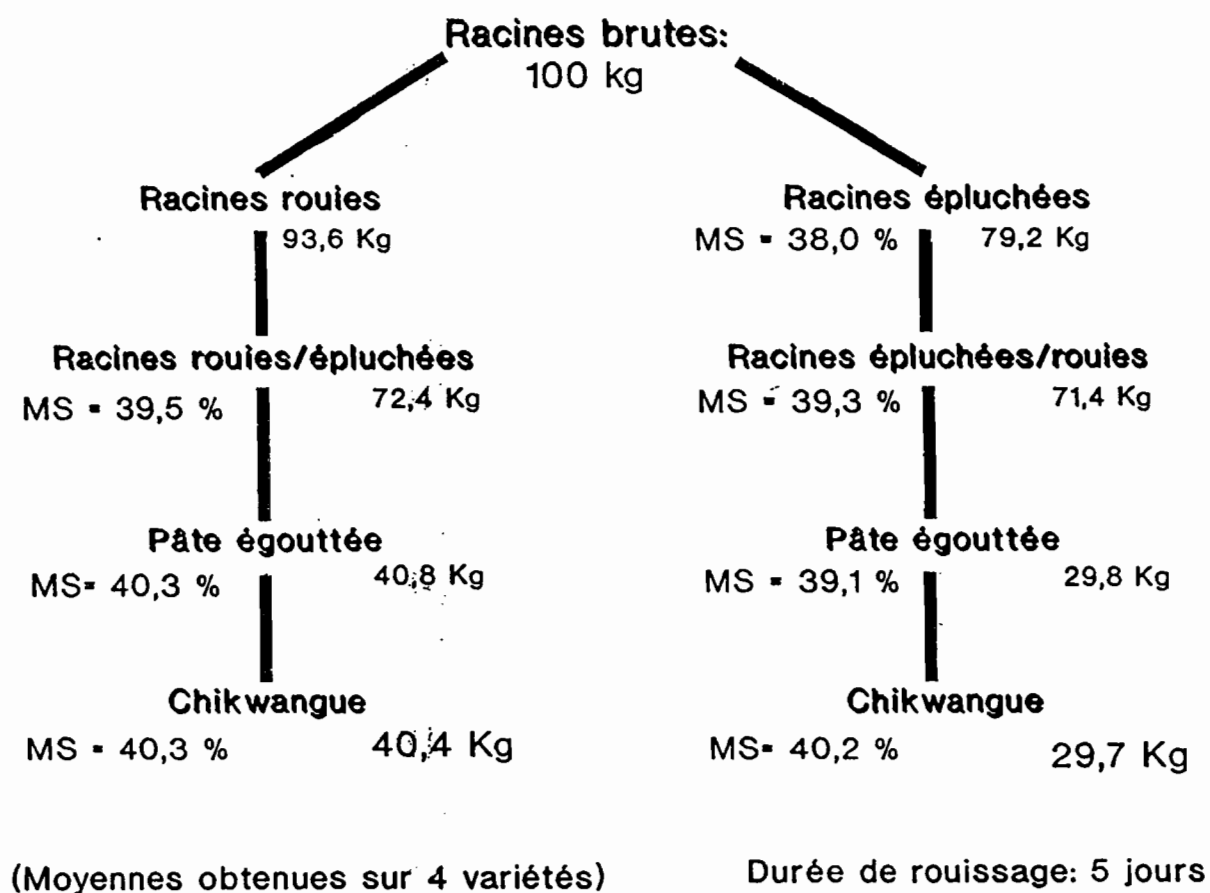 Racines brutes:
100 kg
Racines rouies
93,6 Kg
Racines rouies/épluchées
MS = 39,5 % 72,4 Kg
Pâte égouttée
MS= 40,3 % 40,8 Kg
Chikwangue
MS = 40,3 % 40,4 Kg
Racines épluchées
MS = 38,0 % 79,2 Kg
Racines épluchées/rouies
MS = 39,3 % 71,4 Kg
Pâte égouttée
MS = 39,1 % 29,8 Kg
Chikwangue
MS= 40,2 % 29,7 Kg
(Moyennes obtenues sur 4 variétés)
Durée de rouissage: 5 jours